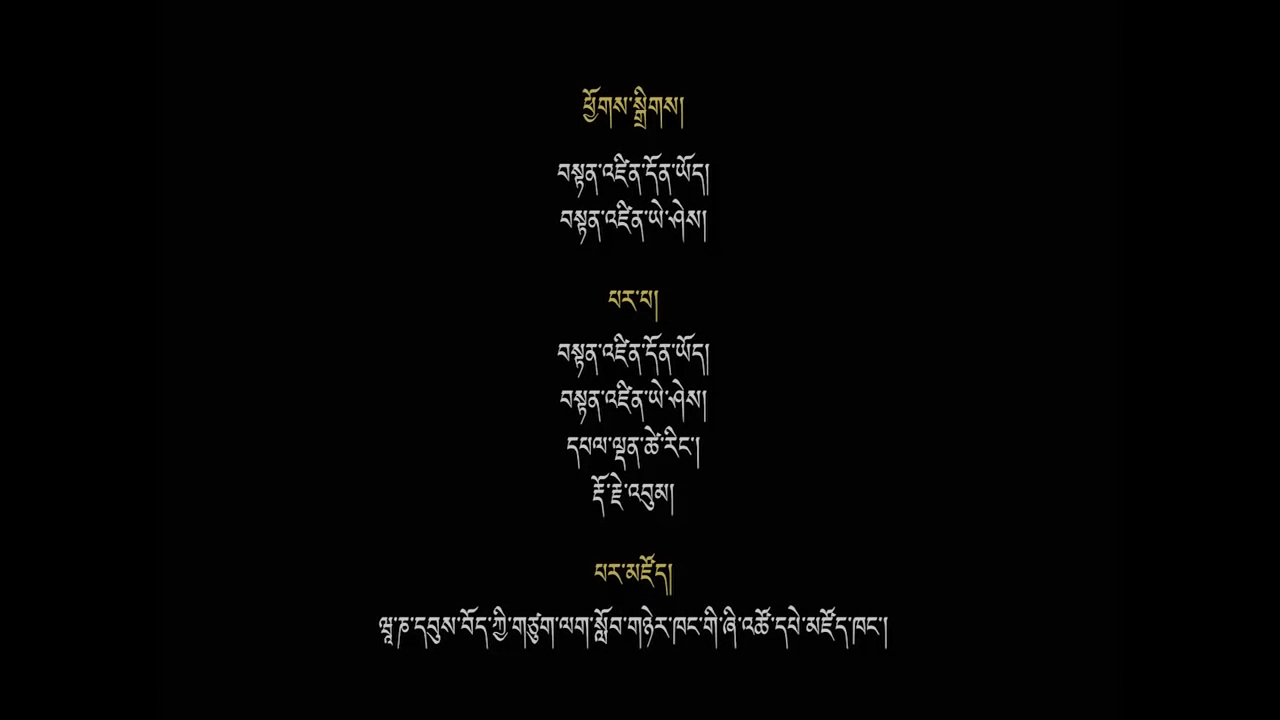 ཕྱོགས་སྒྲིགས།
བསྟན་འཛིན་དོན་ཡོད།
བསྟན་འཛིན་ཡེ་ཤེས།
པར་པ།
བསྟན་འཛིན་དོན་ཡོད།
བསྟན་འཛིན་ཡེ་ཤེས།
དཔལ་ལྡན་ཚེ་རིང་།
རྡོ་རྗེ་འབུམ།
པར་མཛོད།
ཝཱ་ཎ་དབུས་བོད་ཀྱི་གཙུག་ལག་སློབ་གཉེར་ཁང་གི་ཞི་འཚོ་དཔེ་མཛོད་ཁང་།